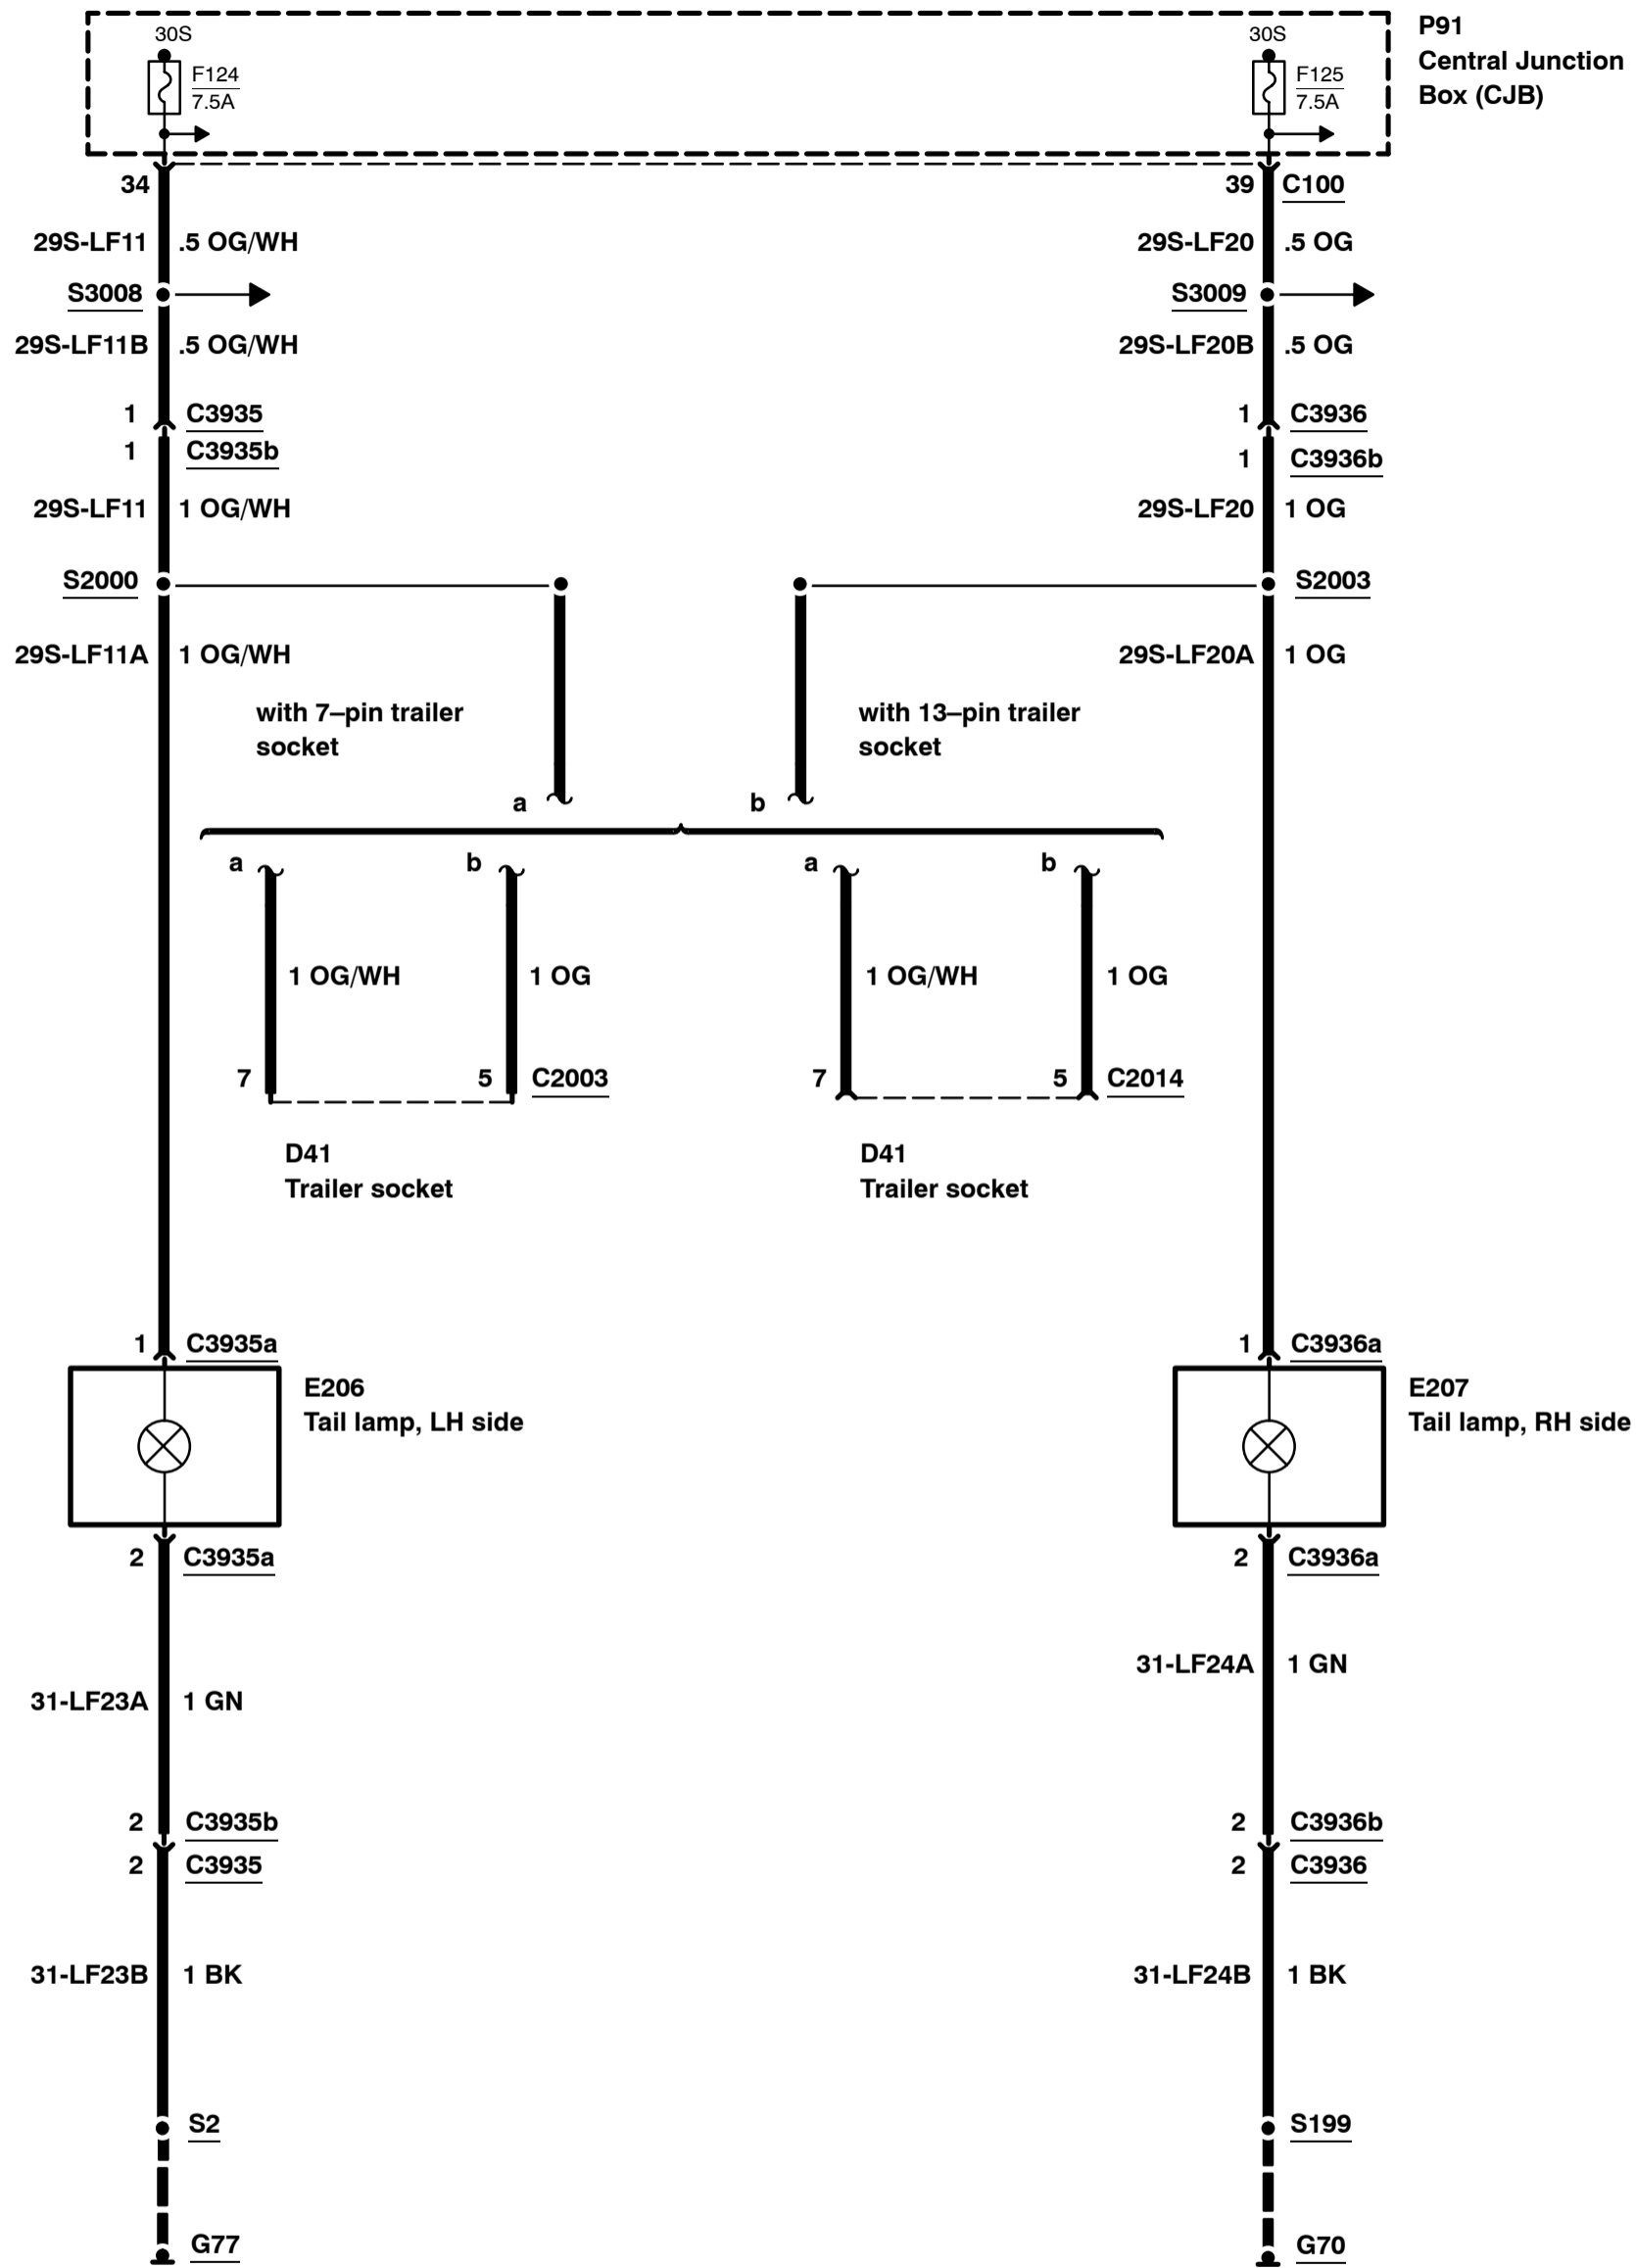 30S
F124
7.5A
30S
F125
7.5A
P91
Central Junction
Box (CJB)
34
39 C100
29S-LF11 .5 OG/WH
29S-LF20 .5 OG
S3008
S3009
29S-LF11B .5 OG/WH
29S-LF20B .5 OG
1 C3935
1 C3936
1 C3935b
1 C3936b
29S-LF11 1 OG/WH
29S-LF20 1 OG
S2000
S2003
29S-LF11A 1 OG/WH
29S-LF20A 1 OG
with 7–pin trailer
socket
with 13–pin trailer
socket
a
b
a
b
a
b
1 OG/WH
1 OG
1 OG/WH
1 OG
7
5 C2003
7
5 C2014
D41
Trailer socket
D41
Trailer socket
1 C3935a
1 C3936a
E206
Tail lamp, LH side
E207
Tail lamp, RH side
2 C3935a
2 C3936a
31-LF24A 1 GN
31-LF23A 1 GN
2 C3935b
2 C3936b
2 C3935
2 C3936
31-LF23B 1 BK
31-LF24B 1 BK
S2
S199
G77
G70